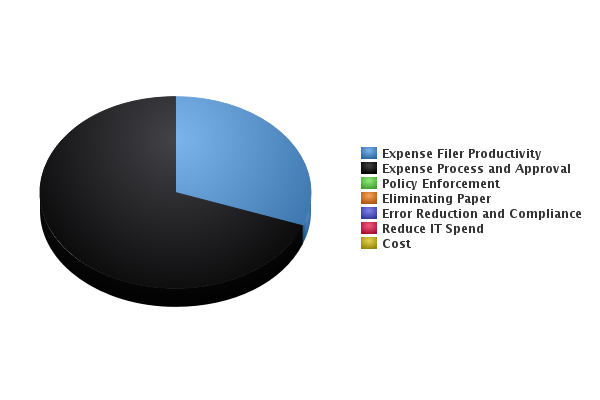 Expense Filer Productivity
Expense Process and Approval
Policy Enforcement
Eliminating Paper
Error Reduction and Compliance
Reduce IT Spend
Cost